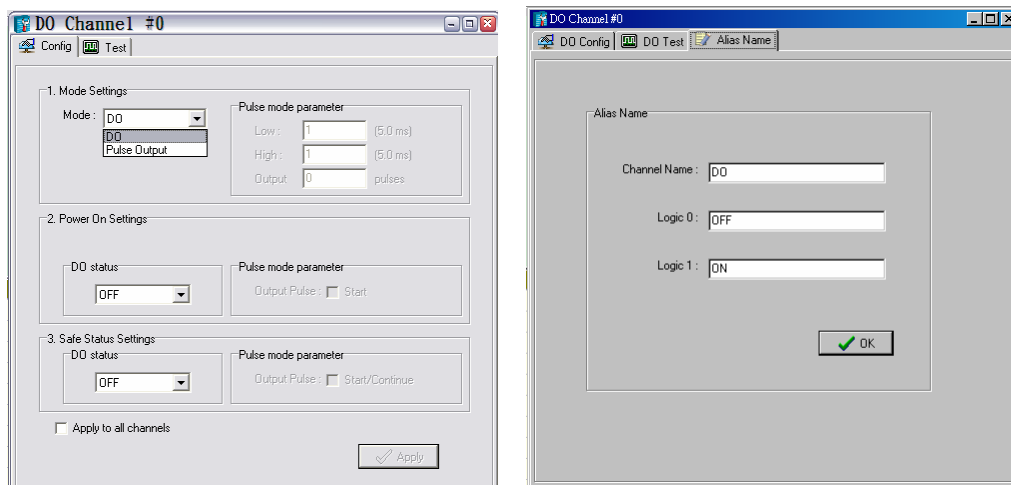 DO Channel #0
Config Test
1. Mode Settings
Mode : DO
DO
Pulse Output
Pulse mode parameter
Low : 1 (5.0 ms)
High : 1 (5.0 ms)
Output 0 pulses
2. Power On Settings
DO status
OFF
Pulse mode parameter
Output Pulse : Start
3. Safe Status Settings
DO status
OFF
Pulse mode parameter
Output Pulse : Start/Continue
Apply to all channels
Apply
DO Channel #0
DO Config DO Test Alias Name
Alias Name
Channel Name : DO
Logic 0 : OFF
Logic 1 : ON
OK